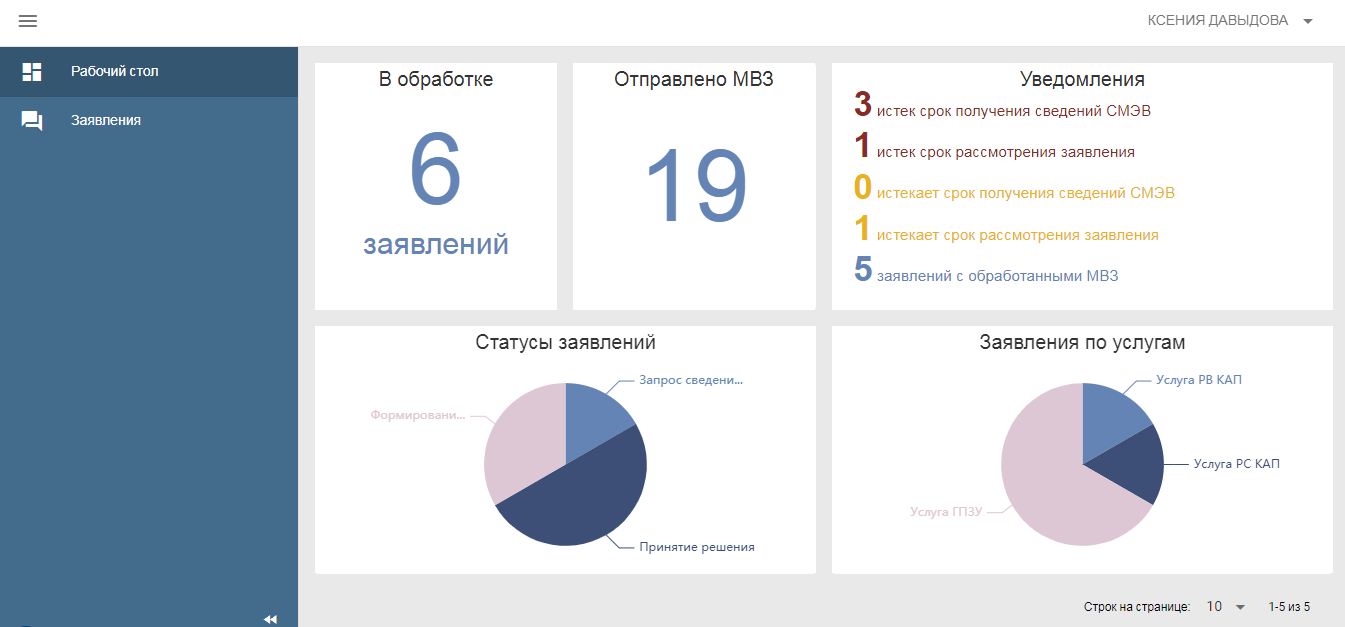 КСЕНИЯ ДАВЫДОВА
Рабочий стол
Заявления
В обработке
6
заявлений
Отправлено МВЗ
19
Уведомления
3 истек срок получения сведений СМЭВ
1 истек срок рассмотрения заявления
0 истекает срок получения сведений СМЭВ
1 истекает срок рассмотрения заявления
5 заявлений с обработанными МВЗ
Статусы заявлений
Запрос сведени...
Формировани...
Принятие решения
Заявления по услугам
Услуга РВ КАП
Услуга РС КАП
Услуга ГПЗУ
Строк на странице: 10 1-5 из 5